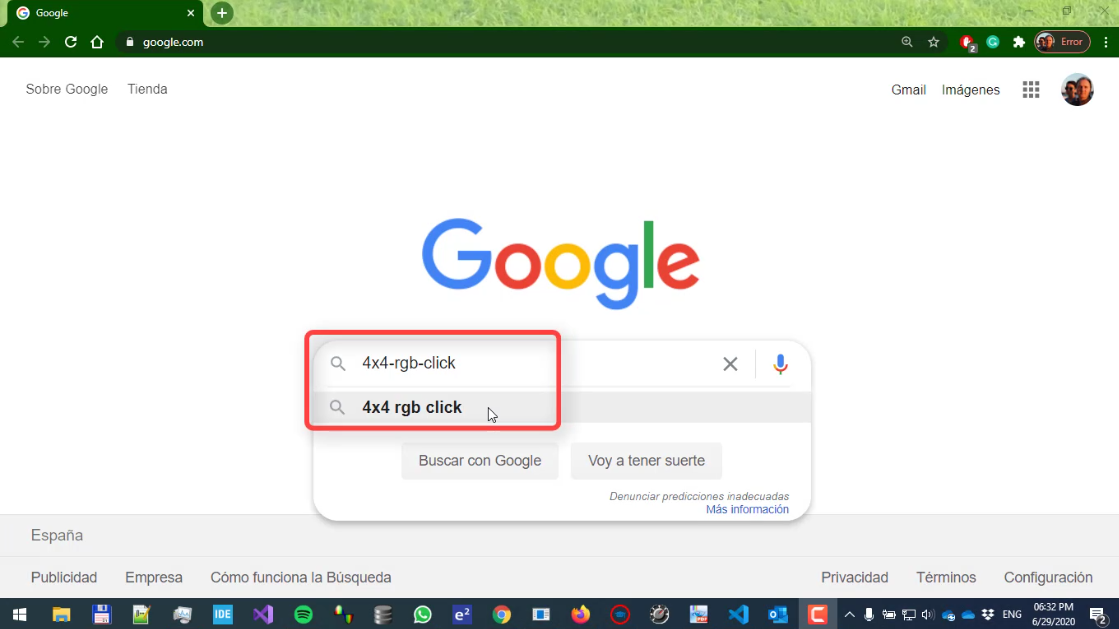 Google
google.com
2
Error
Sobre Google Tienda
Gmail Imágenes
Google
4x4-rgb-click
4x4 rgb click
Buscar con Google Voy a tener suerte
Denunciar predicciones inadecuadas
Más información
España
Publicidad Empresa Cómo funciona la Búsqueda
Privacidad Términos Configuración
IDE
e²
ENG
06:32 PM
6/29/2020
2